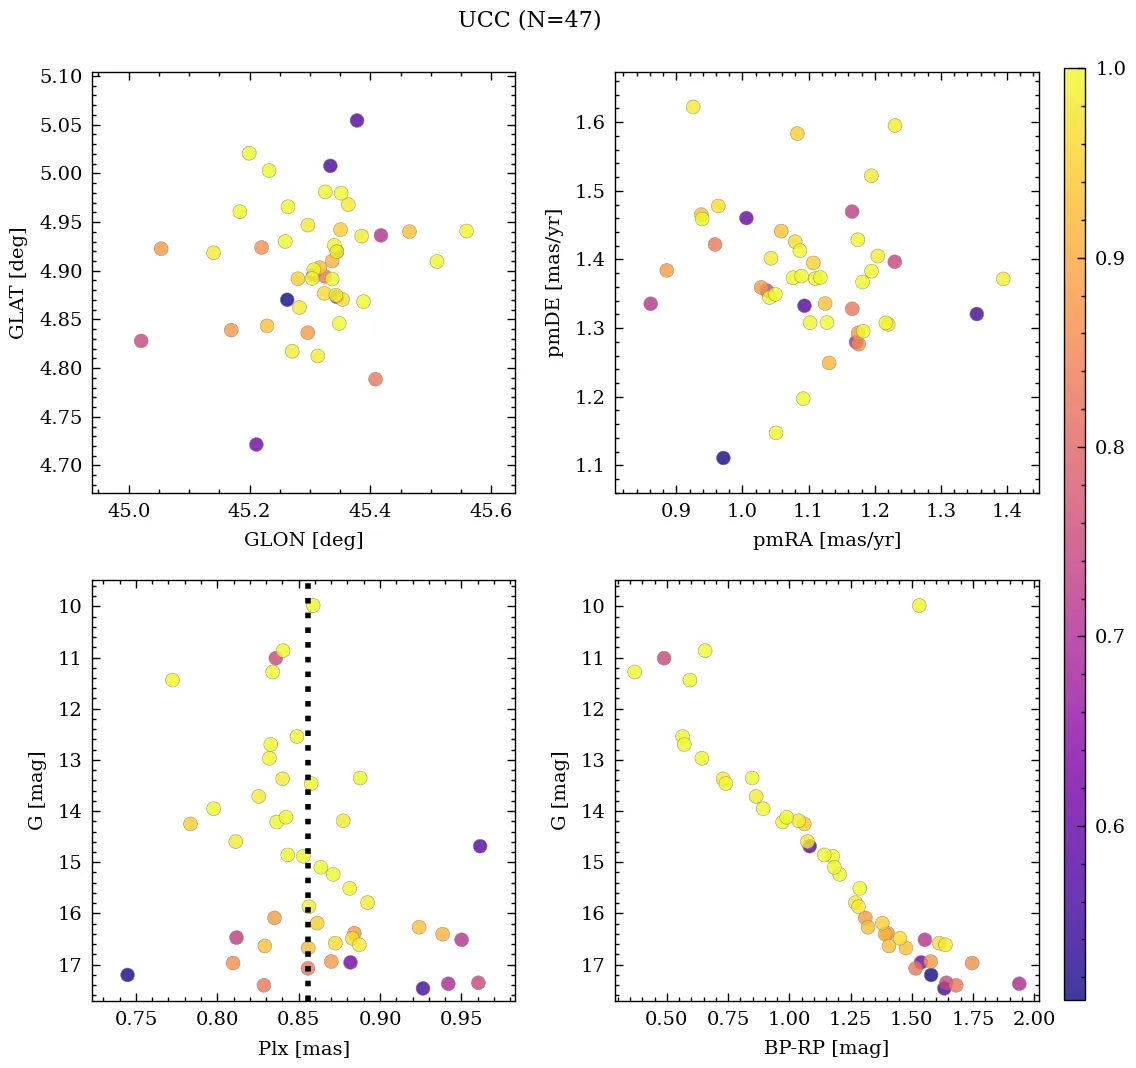 UCC (N=47)
5.10
5.05
5.00
4.95
4.90
4.85
4.80
4.75
4.70
GLAT [deg]
45.0 45.2 45.4 45.6
GLON [deg]
1.6
1.5
1.4
1.3
1.2
1.1
pmDE [mas/yr]
0.9 1.0 1.1 1.2 1.3 1.4
pmRA [mas/yr]
1.0
0.9
0.8
0.7
0.6
10
11
12
13
14
15
16
17
G [mag]
0.75 0.80 0.85 0.90 0.95
Plx [mas]
10
11
12
13
14
15
16
17
G [mag]
0.50 0.75 1.00 1.25 1.50 1.75 2.00
BP-RP [mag]